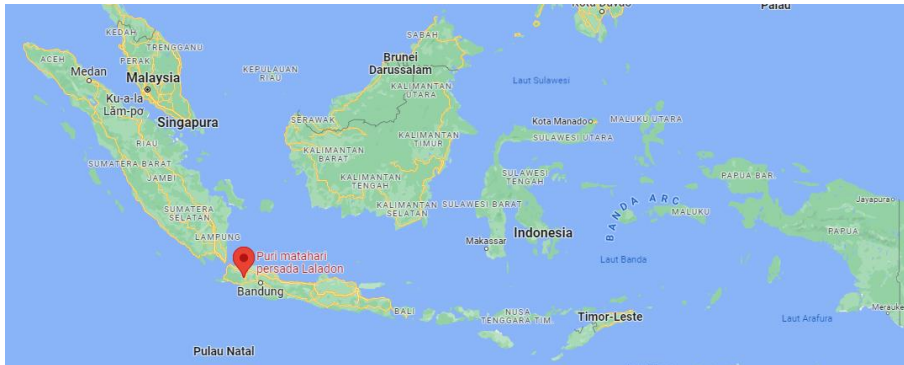 Kota Davao
Palau
SABAH
KEDAH
TRENGGANU
ACEH
PERAK
Medan
Malaysia
KEPULAUAN
RIAU
Brunei
Darussalam
Laut Sulawesi
KALIMANTAN
UTARA
Ku-a-la
Lăm-pơ
Singapura
SERAWAK
Kota Manado
MALUKU UTARA
SULAWESI UTARA
RIAU
KALIMANTAN
BARAT
KALIMANTAN
TIMUR
SUMATERA BARAT
JAMBI
KALIMANTAN
TENGAH
SULAWESI
TENGAH
PAPUA BAR.
SUMATERA
SELATAN
KALIMANTAN
SELATAN
SULAWESI BARAT
BANDA ARC
MALUKU
Jayapura
PAPUA
LAMPUNG
Makassar
Indonesia
Puri matahari
persada Laladon
Laut Banda
Bandung
BALI
NUSA
TENGGARA TIM.
Timor-Leste
Laut Arafura
Merauke
Pulau Natal